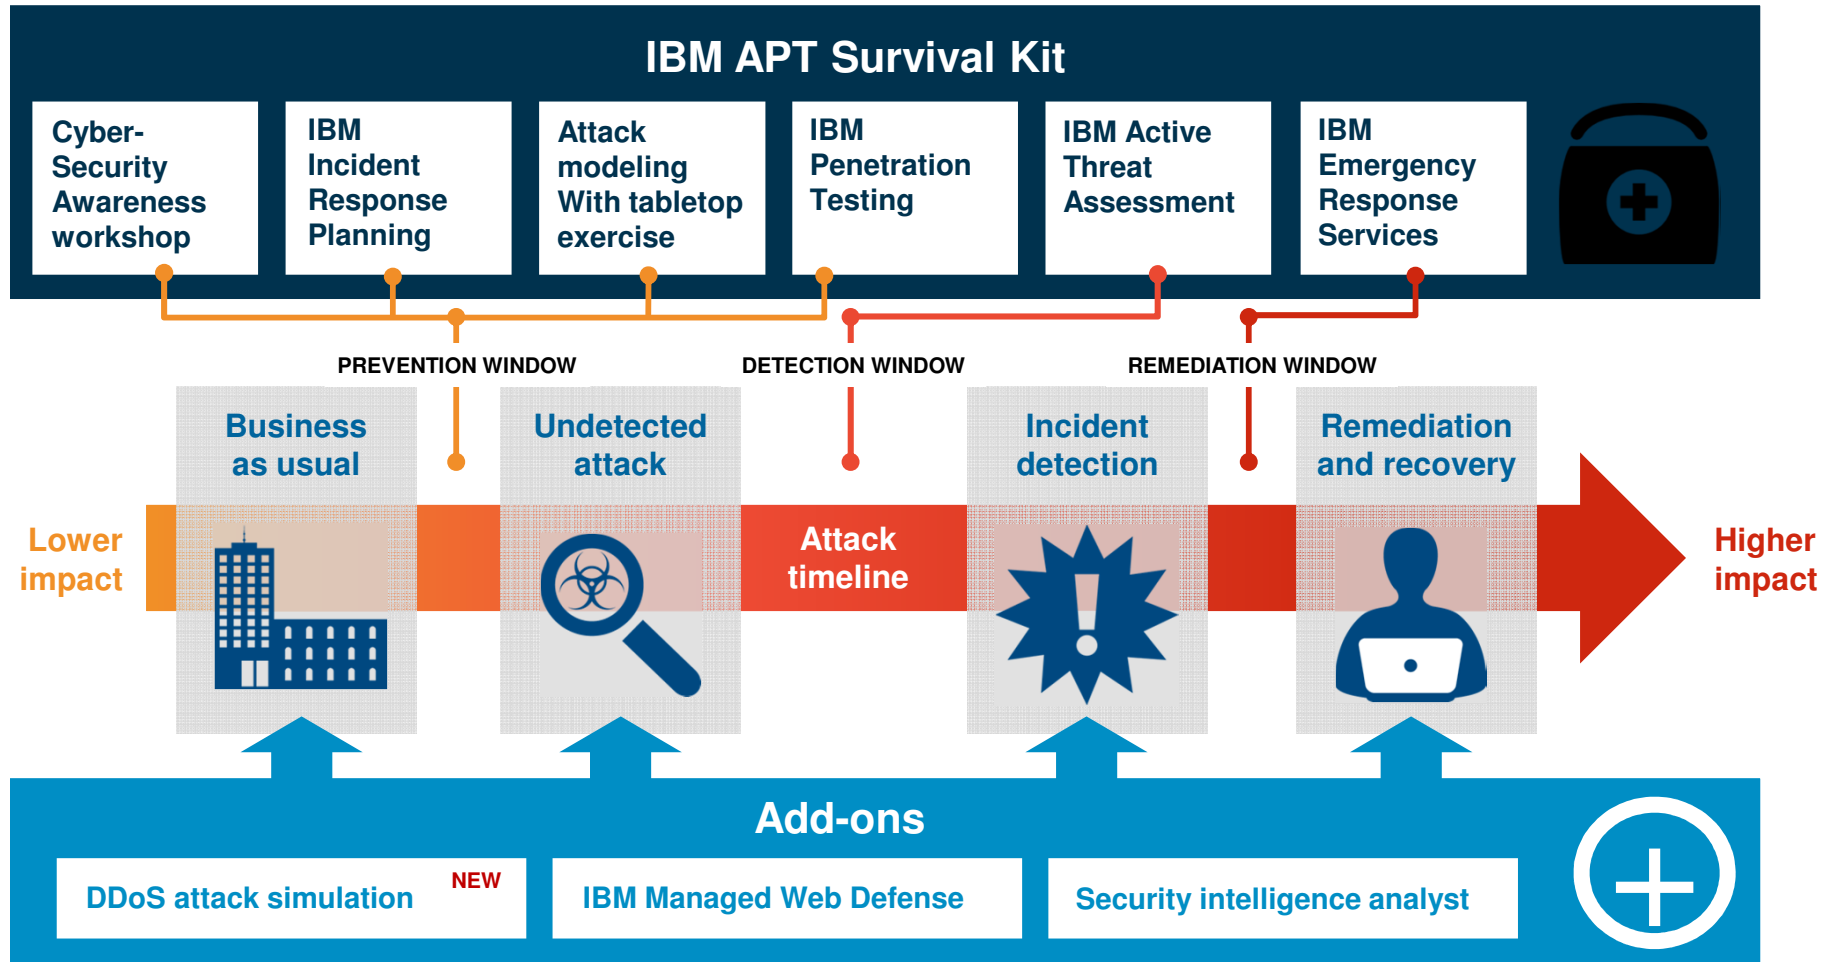 IBM APT Survival Kit
Cyber-
Security
Awareness
workshop
IBM
Incident
Response
Planning
Attack
modeling
With tabletop
exercise
IBM
Penetration
Testing
IBM Active
Threat
Assessment
IBM
Emergency
Response
Services
PREVENTION WINDOW
DETECTION WINDOW
REMEDIATION WINDOW
Business
as usual
Undetected
attack
Incident
detection
Remediation
and recovery
Lower
impact
Attack
timeline
Higher
impact
Add-ons
DDoS attack simulation
NEW
IBM Managed Web Defense
Security intelligence analyst